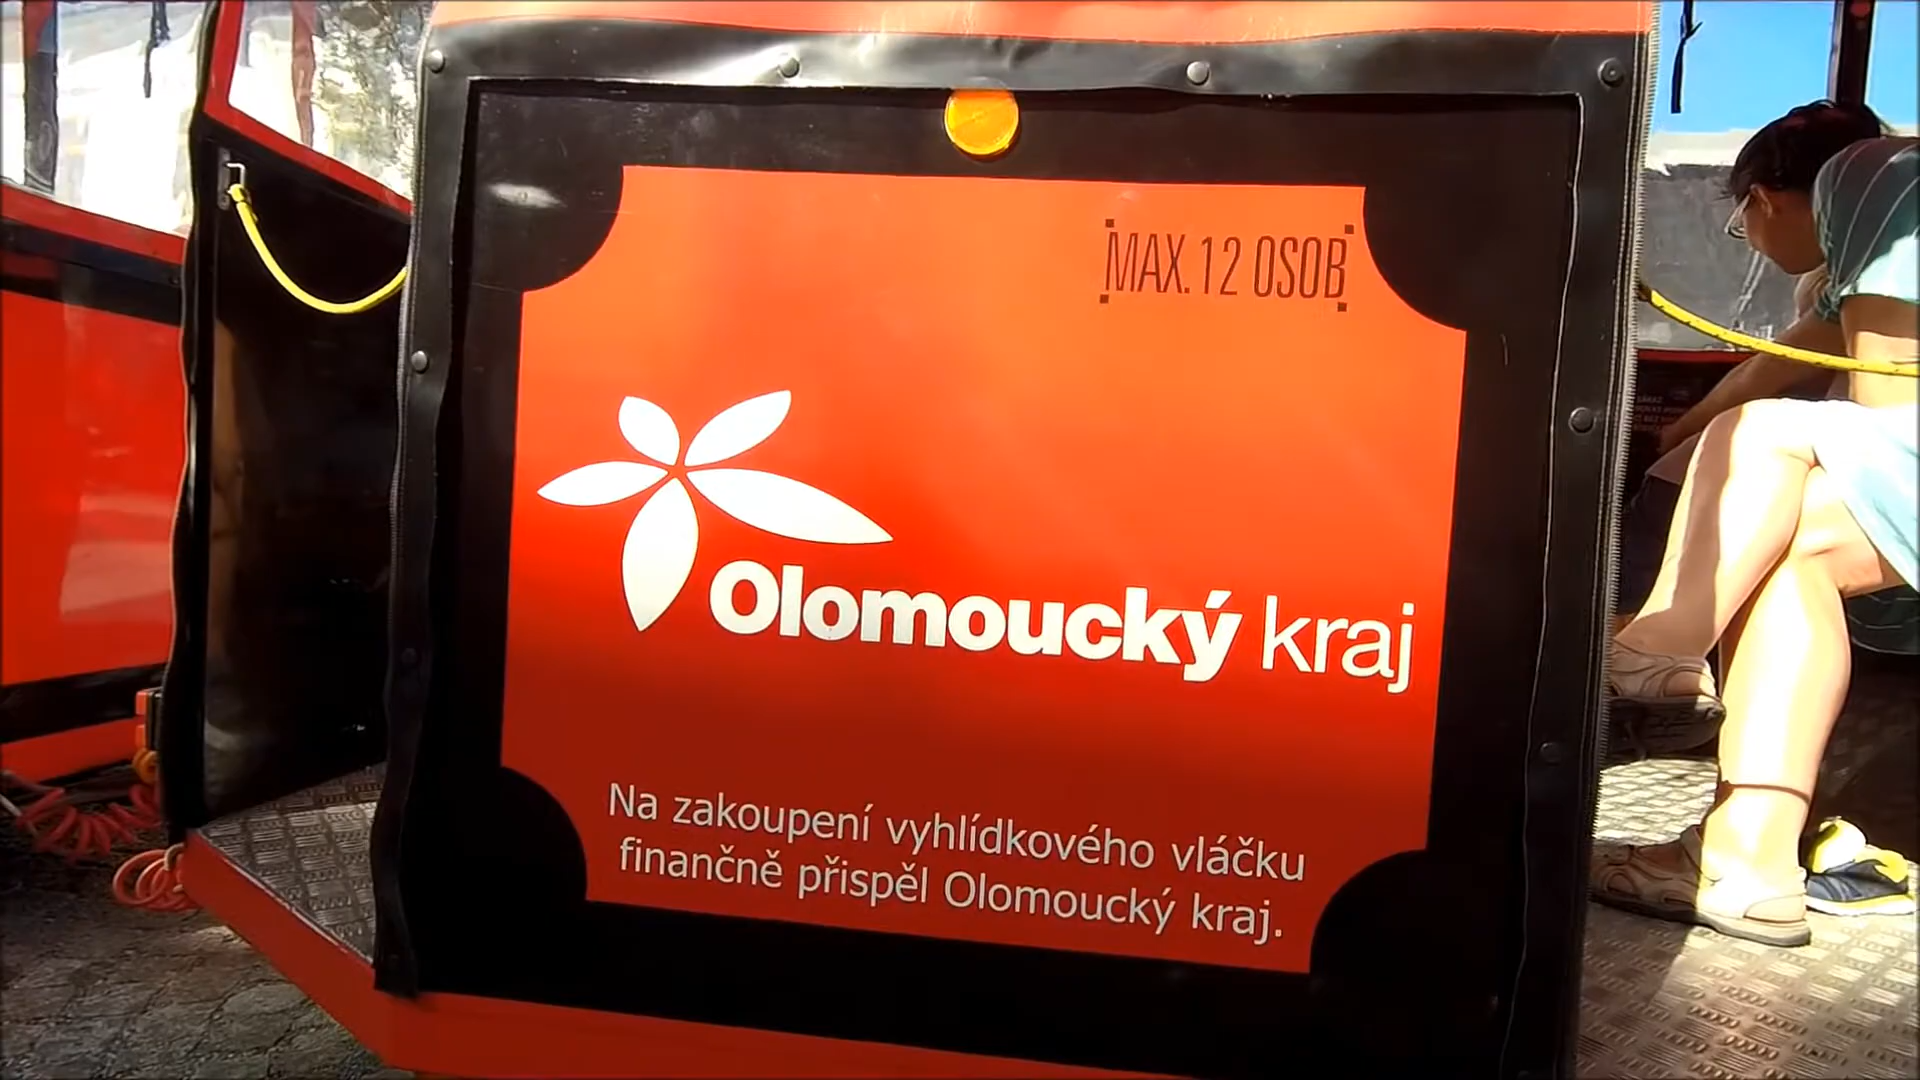 MAX. 12 OSOB
Olomoucký kraj
Na zakoupení vyhlídkového vláčku
finančně přispěl Olomoucký kraj.